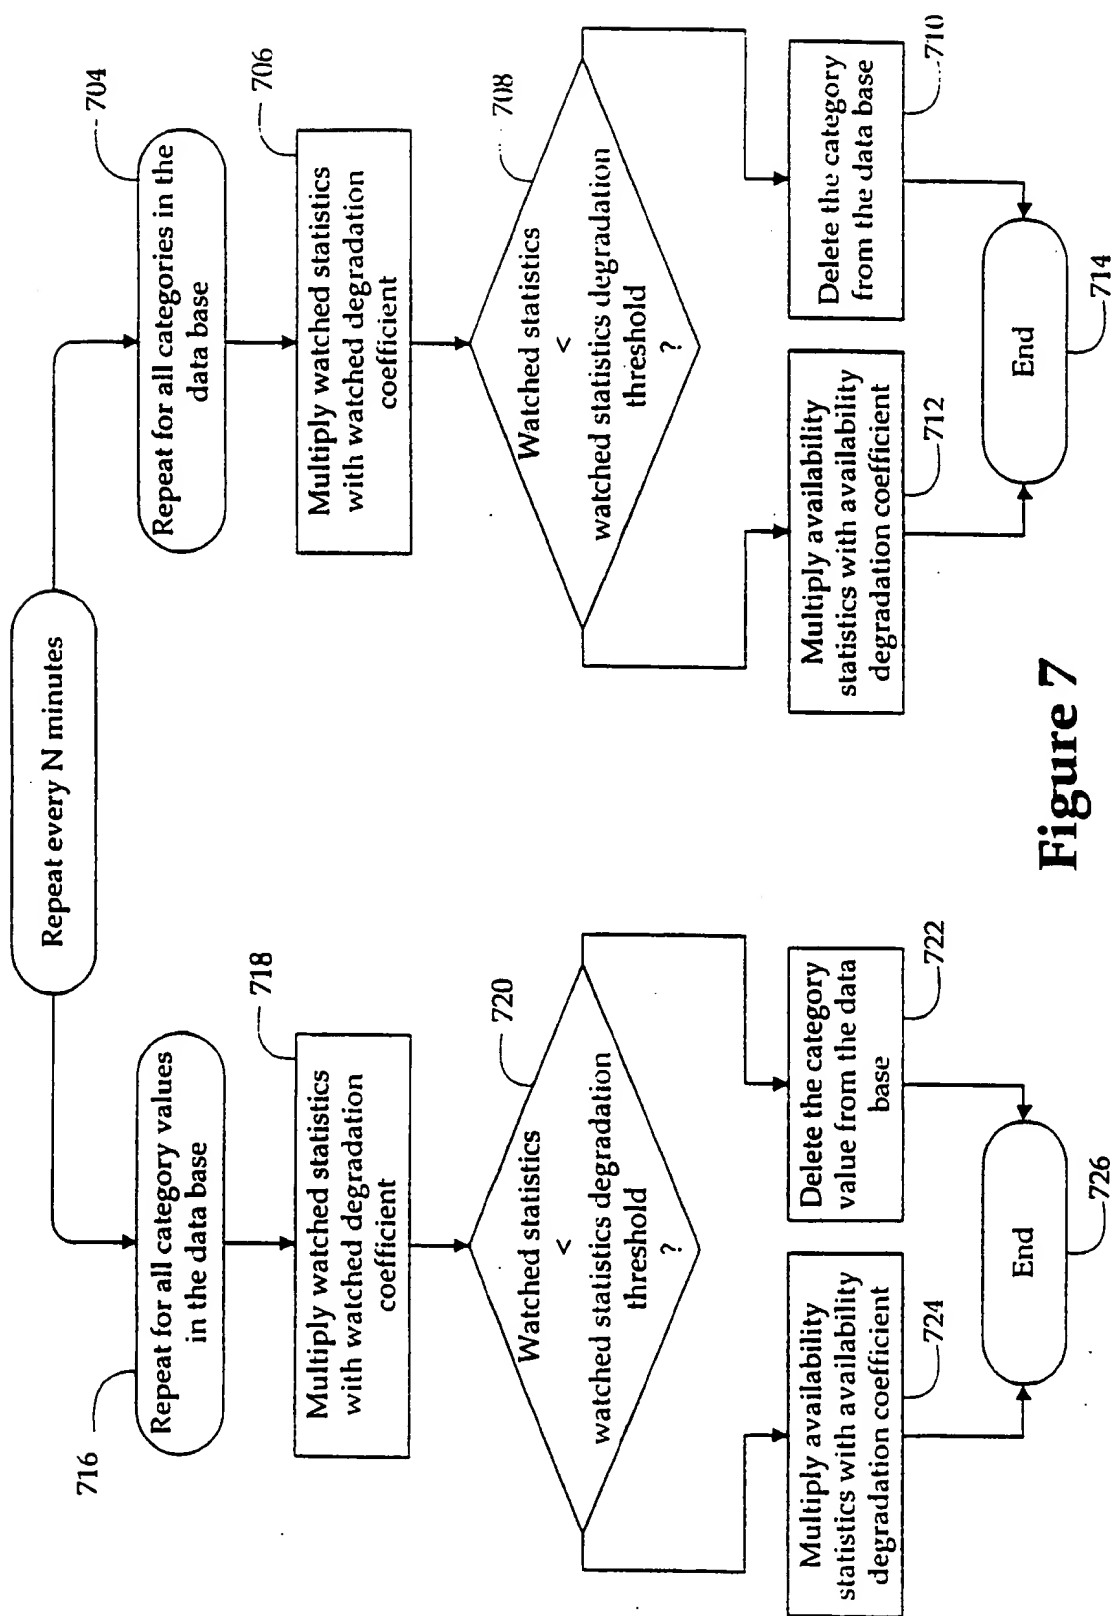 Repeat every N minutes
716
Repeat for all category values
in the data base
718
Multiply watched statistics
with watched degradation
coefficient
720
Watched statistics
<
watched statistics degradation
threshold
?
724
Multiply availability
statistics with availability
degradation coefficient
722
Delete the category
value from the data
base
End
726
704
Repeat for all categories in the
data base
706
Multiply watched statistics
with watched degradation
coefficient
708
Watched statistics
<
watched statistics degradation
threshold
?
712
Multiply availability
statistics with availability
degradation coefficient
710
Delete the category
from the data base
End
714
Figure 7